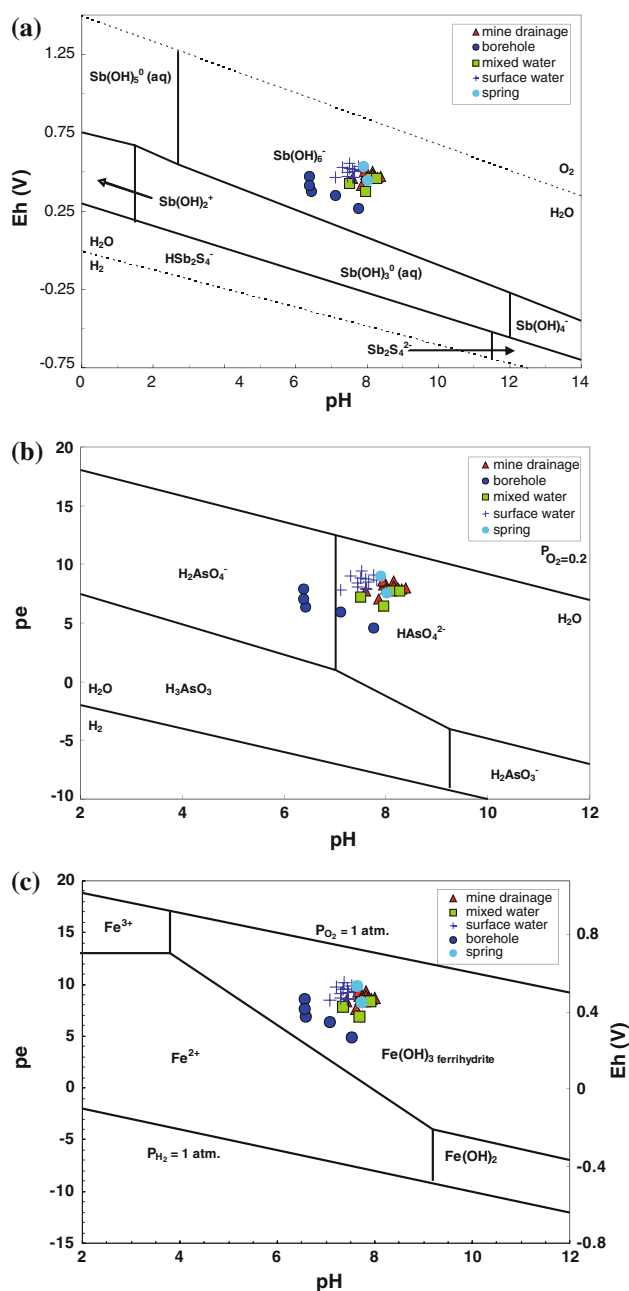 (a)
1.25
0.75
0.25
-0.25
-0.75
Eh (V)
0 2 4 6 8 10 12 14
pH
mine drainage
borehole
mixed water
surface water
spring
Sb(OH)₅⁰ (aq)
Sb(OH)₆⁻
O₂
H₂O
Sb(OH)₂⁺
H₂O
H₂
HSb₂S₄⁻
Sb(OH)₃⁰ (aq)
Sb(OH)₄⁻
Sb₂S₄²⁻
(b)
20
15
10
5
0
-5
-10
pe
2 4 6 8 10 12
pH
mine drainage
borehole
mixed water
surface water
spring
P O₂=0.2
H₂O
H₂AsO₄⁻
HAsO₄²⁻
H₂O
H₂
H₃AsO₃
H₂AsO₃⁻
(c)
20
15
10
5
0
-5
-10
-15
pe
2 4 6 8 10 12
pH
0.8
0.4
0
-0.4
-0.8
Eh (V)
mine drainage
mixed water
surface water
borehole
spring
Fe³⁺
P O₂ = 1 atm.
Fe²⁺
Fe(OH)₃ ferrihydrite
P H₂ = 1 atm.
Fe(OH)₂